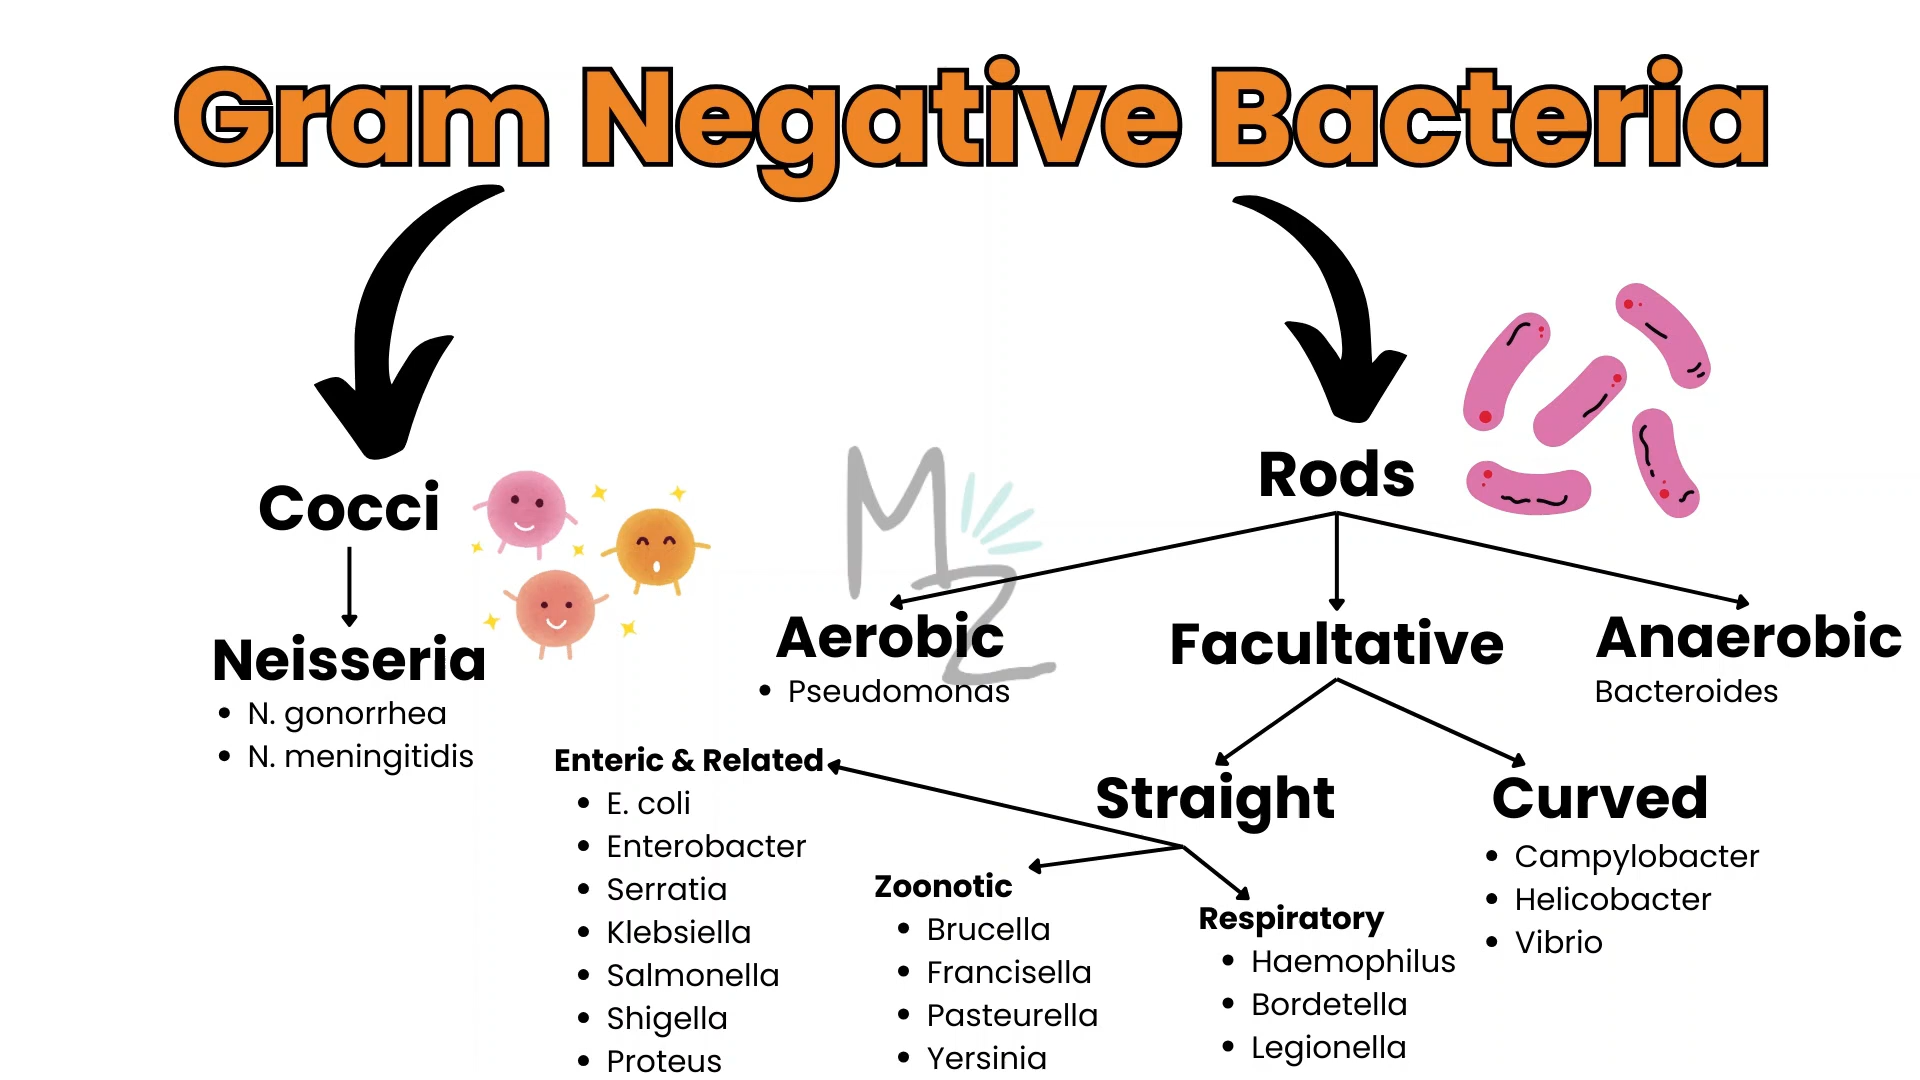 Gram Negative Bacteria
Cocci
Neisseria
• N. gonorrhea
• N. meningitidis
MZ
Rods
Aerobic
• Pseudomonas
Facultative
Anaerobic
Bacteroides
Straight
Curved
• Campylobacter
• Helicobacter
• Vibrio
Enteric & Related
• E. coli
• Enterobacter
• Serratia
• Klebsiella
• Salmonella
• Shigella
• Proteus
Zoonotic
• Brucella
• Francisella
• Pasteurella
• Yersinia
Respiratory
• Haemophilus
• Bordetella
• Legionella